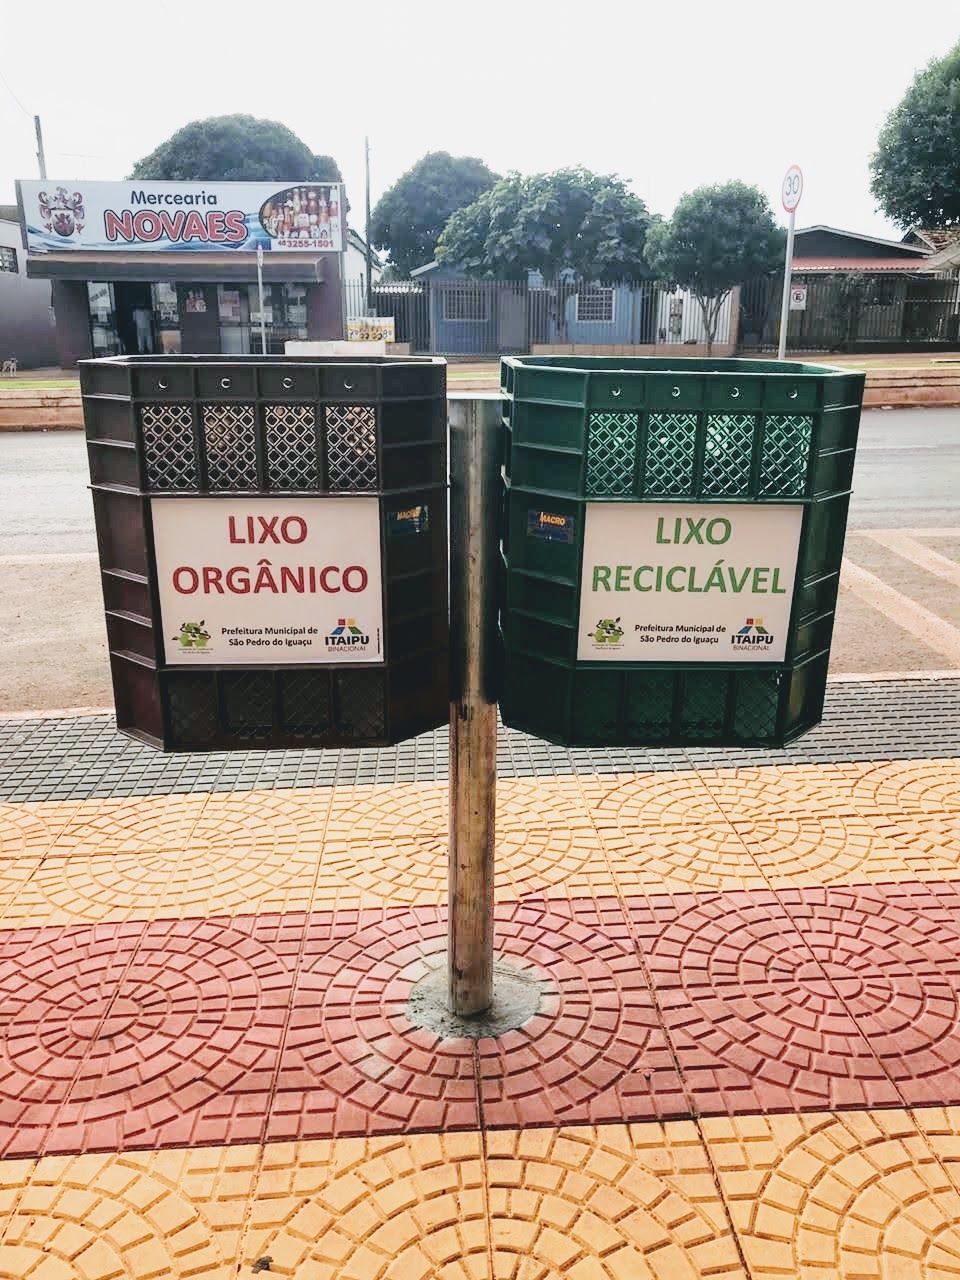 Mercearia
NOVAES
45 3255-1501
30
E
LIXO
ORGÂNICO
Prefeitura Municipal de
São Pedro do Iguaçu
ITAIPU
BINACIONAL
MACRO
LIXO
RECICLÁVEL
Prefeitura Municipal de
São Pedro do Iguaçu
ITAIPU
BINACIONAL